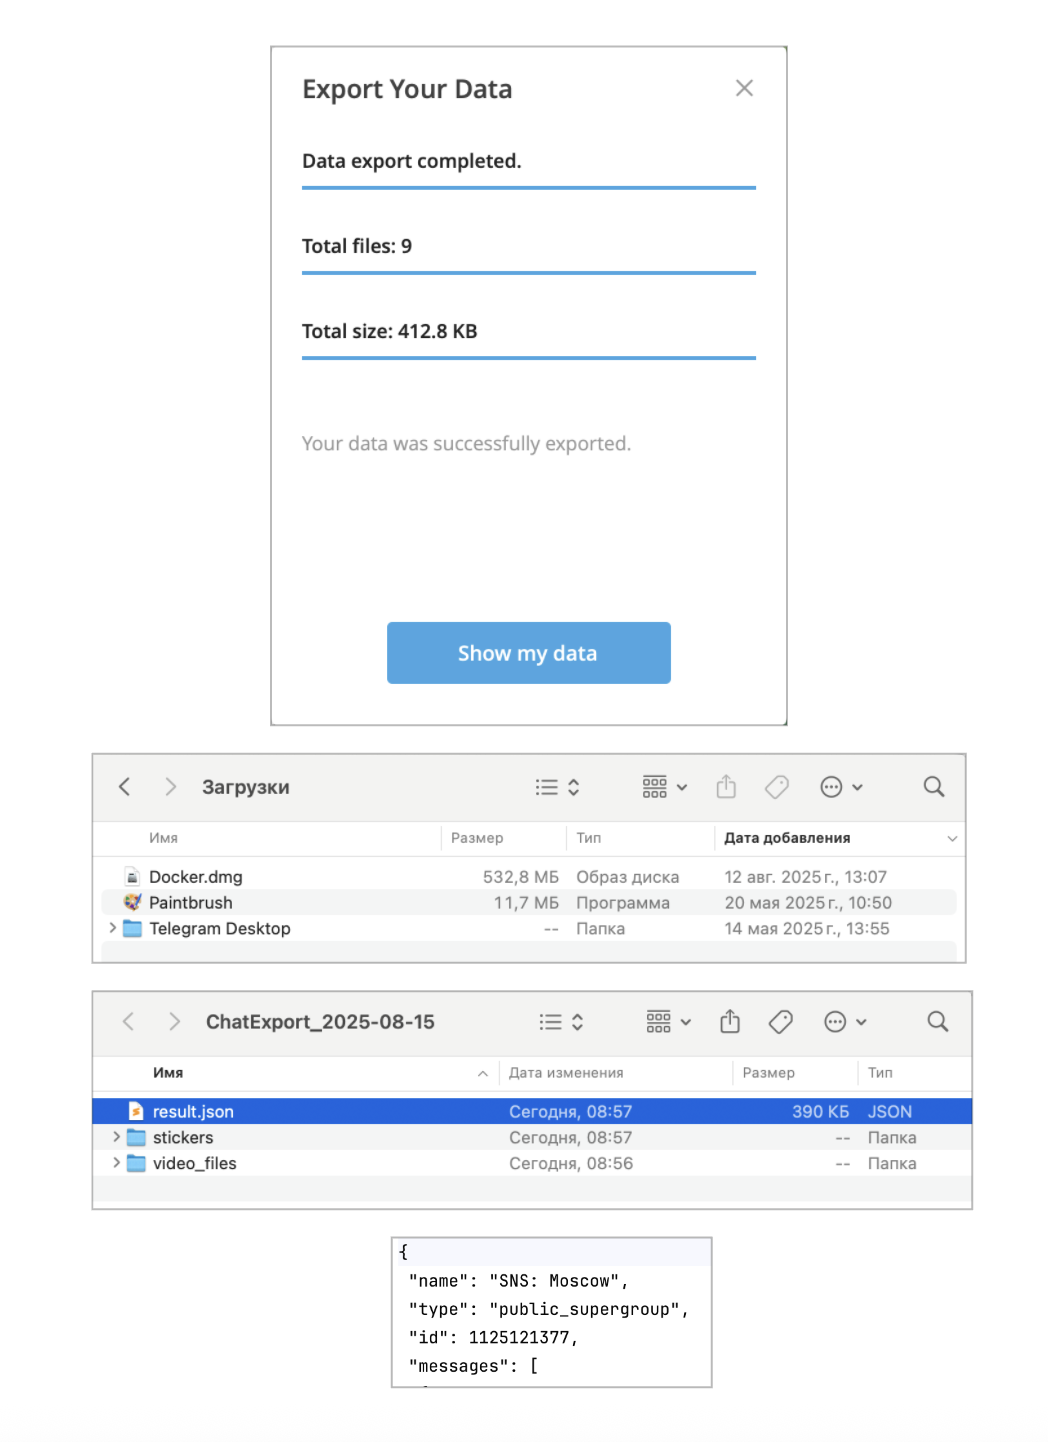 Export Your Data
Data export completed.
Total files: 9
Total size: 412.8 KB
Your data was successfully exported.
Show my data
Загрузки
Имя Размер Тип Дата добавления
Docker.dmg 532,8 МБ Образ диска 12 авг. 2025 г., 13:07
Paintbrush 11,7 МБ Программа 20 мая 2025 г., 10:50
Telegram Desktop -- Папка 14 мая 2025 г., 13:55
ChatExport_2025-08-15
Имя Дата изменения Размер Тип
result.json Сегодня, 08:57 390 КБ JSON
stickers Сегодня, 08:57 -- Папка
video_files Сегодня, 08:56 -- Папка
{
"name": "SNS: Moscow",
"type": "public_supergroup",
"id": 1125121377,
"messages": [